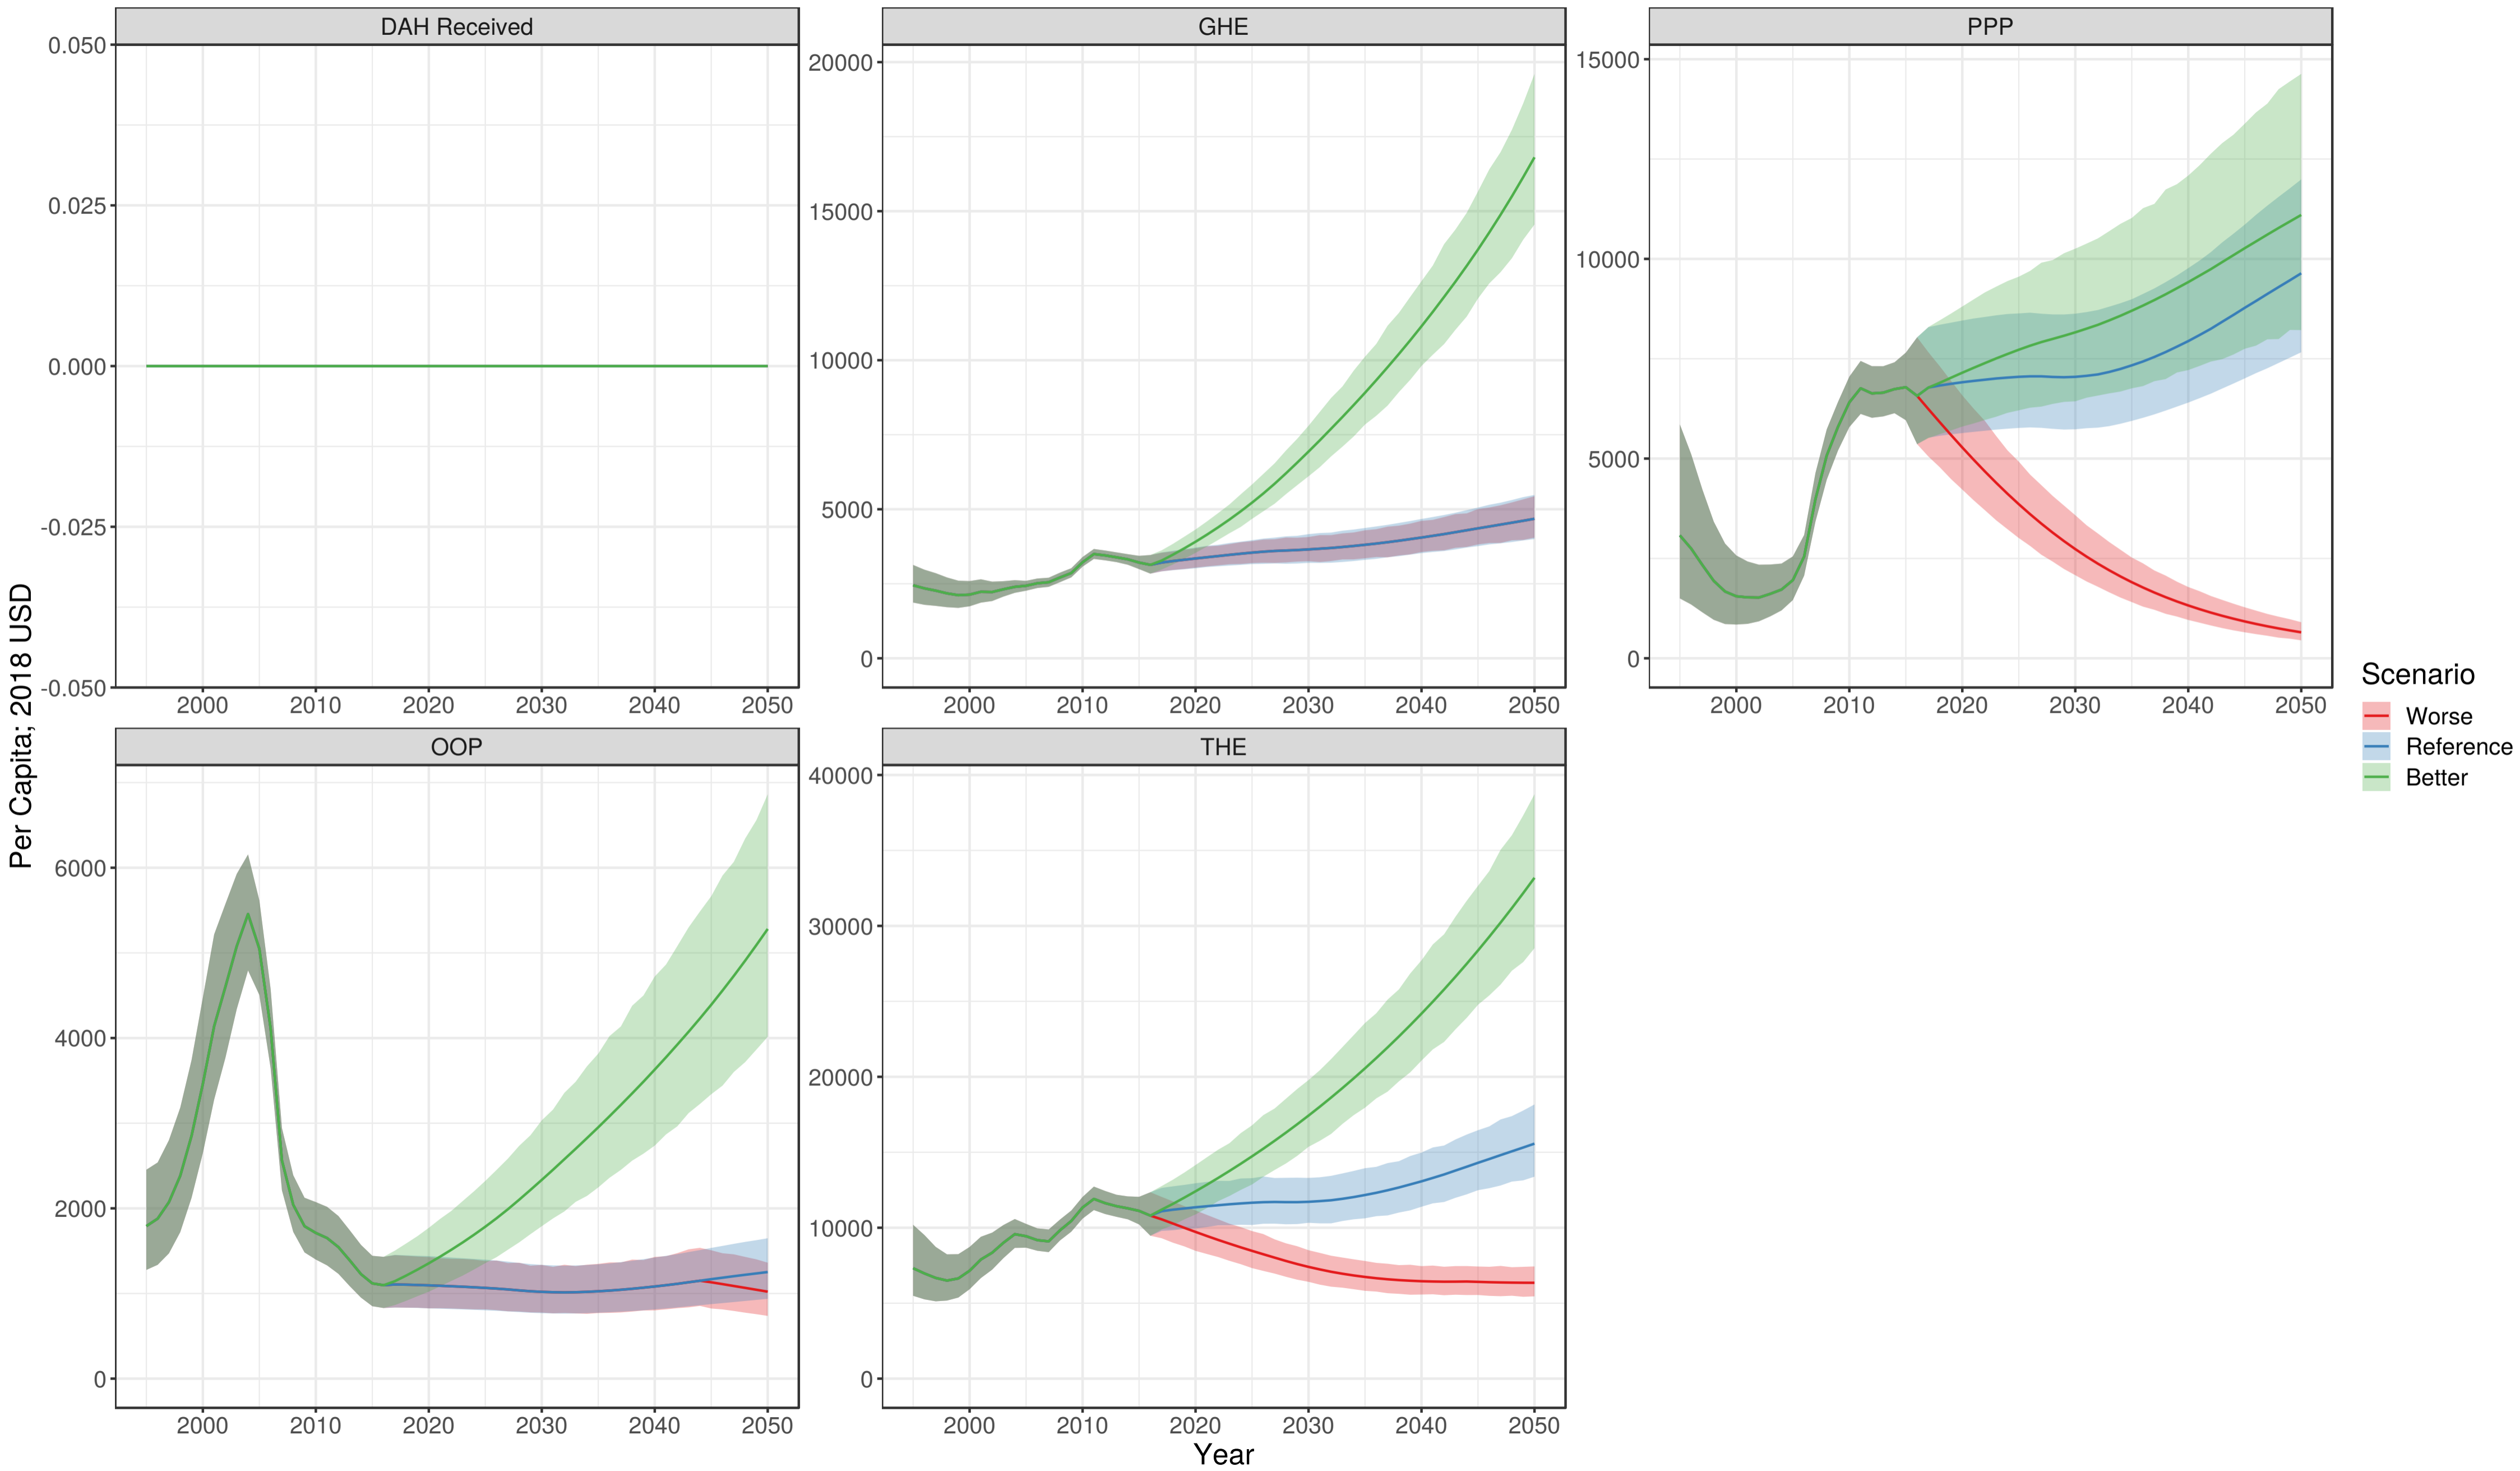 DAH Received
GHE
PPP
0.050
0.025
0.000
-0.025
-0.050
20000
15000
10000
5000
0
15000
10000
5000
0
2000 2010 2020 2030 2040 2050
2000 2010 2020 2030 2040 2050
2000 2010 2020 2030 2040 2050
Per Capita; 2018 USD
OOP
THE
6000
4000
2000
0
40000
30000
20000
10000
0
2000 2010 2020 2030 2040 2050
2000 2010 2020 2030 2040 2050
Year
Scenario
Worse
Reference
Better